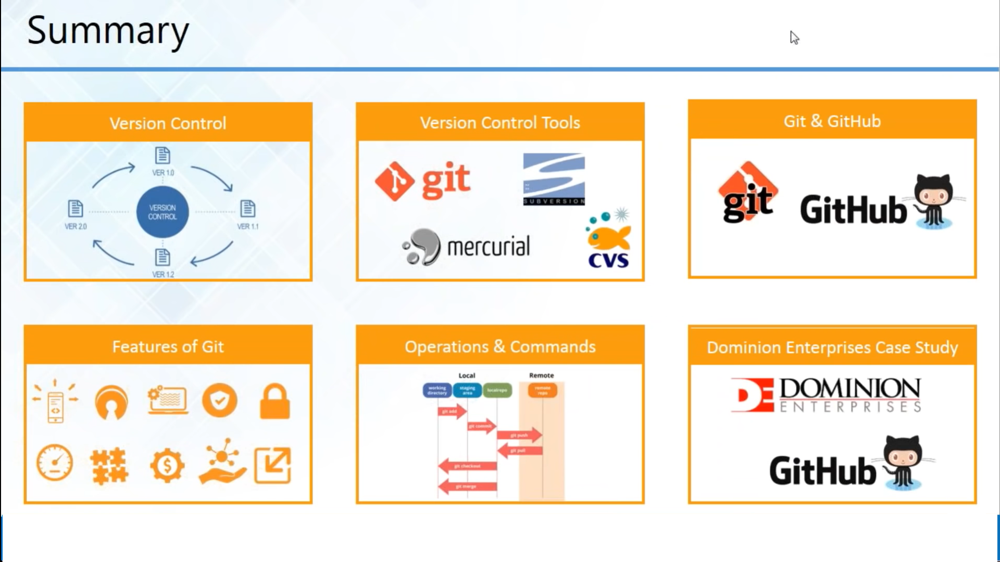 Summary
Version Control
VER 1.0
VERSION
CONTROL
VER 2.0
VER 1.1
VER 1.2
Version Control Tools
git
SUBVERSION
mercurial
CVS
Git & GitHub
git
GitHub
Features of Git
$
Operations & Commands
Local
Remote
working
directory
staging
area
localrepo
remote
repo
git add
git commit
git push
git pull
git checkout
git merge
Dominion Enterprises Case Study
DE DOMINION
ENTERPRISES
GitHub